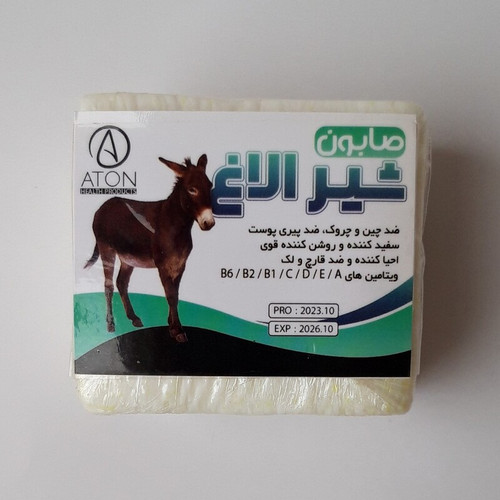 ATON
HEALTH PRODUCTS
صابون
شیر الاغ
ضد چین و چروک، ضد پیری پوست
سفید کننده و روشن کننده قوی
احیا کننده و ضد قارچ و لک
ویتامین های B6 / B2 / B1 / C / D / E / A
PRO : 2023.10
EXP : 2026.10